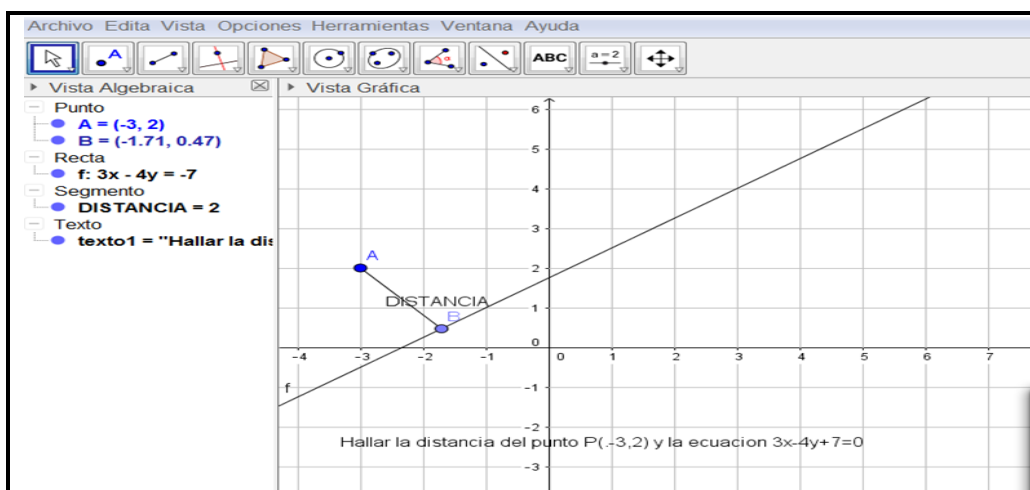 Archivo Edita Vista Opciones Herramientas Ventana Ayuda
A
ABC
a=2
Vista Algebraica
Vista Gráfica
Punto
A = (-3, 2)
B = (-1.71, 0.47)
Recta
f: 3x - 4y = -7
Segmento
DISTANCIA = 2
Texto
texto1 = "Hallar la dis
6
5
4
3
2
1
0
-1
-2
-3
-4 -3 -2 -1 0 1 2 3 4 5 6 7
A
DISTANCIA
B
f
Hallar la distancia del punto P(.-3,2) y la ecuacion 3x-4y+7=0